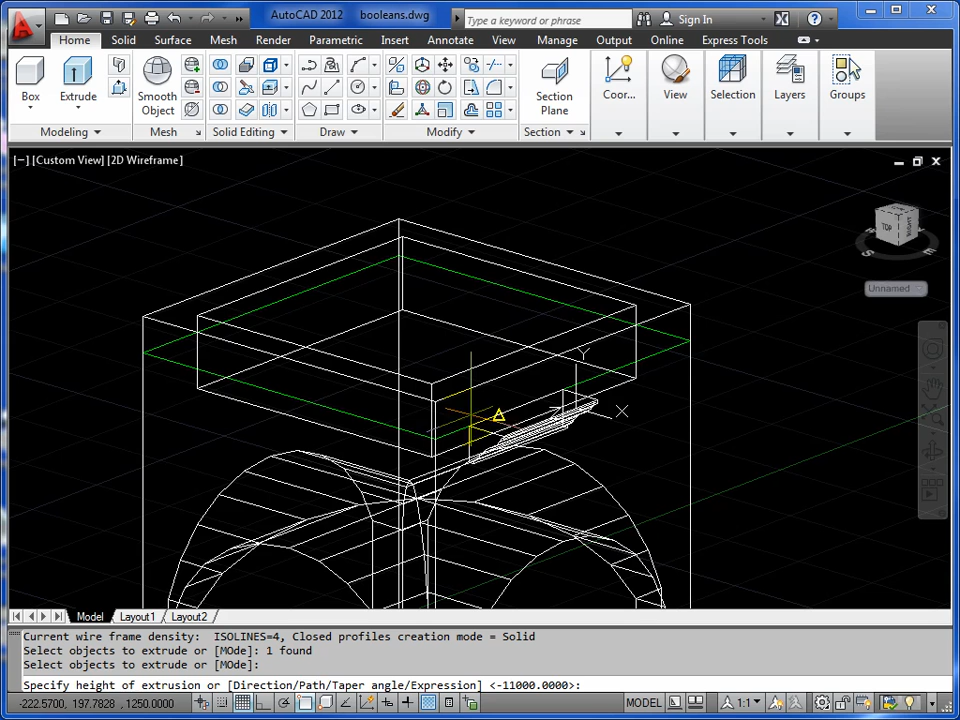 AutoCAD 2012 booleans.dwg
Type a keyword or phrase
Sign In
Home Solid Surface Mesh Render Parametric Insert Annotate View Manage Output Online Express Tools
Box Extrude Smooth Object Section Plane Coor... View Selection Layers Groups
Modeling Mesh Solid Editing Draw Modify Section
[−] [Custom View] [2D Wireframe]
TOP
S E
Unnamed
Y
X
Model Layout1 Layout2
Current wire frame density: ISOLINES=4, Closed profiles creation mode = Solid
Select objects to extrude or [MOde]: 1 found
Select objects to extrude or [MOde]:
Specify height of extrusion or [Direction/Path/Taper angle/Expression] <-11000.0000>:
-222.5700, 197.7828, 1250.0000 MODEL 1:1